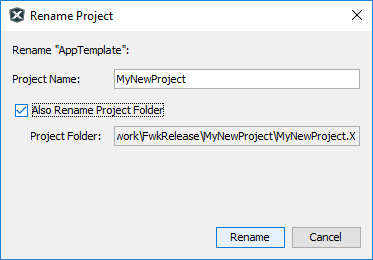 Rename Project
Rename "AppTemplate":
Project Name: MyNewProject
Also Rename Project Folder
Project Folder: work\FwkRelease\MyNewProject\MyNewProject.X
Rename Cancel